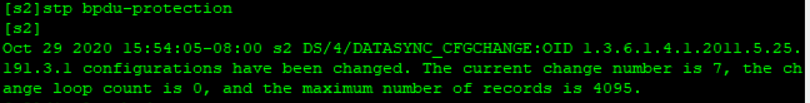 [s2]stp bpdu-protection
[s2]
Oct 29 2020 15:54:05-08:00 s2 DS/4/DATASYNC_CFGCHANGE:OID 1.3.6.1.4.1.2011.5.25.
191.3.1 configurations have been changed. The current change number is 7, the ch
ange loop count is 0, and the maximum number of records is 4095.